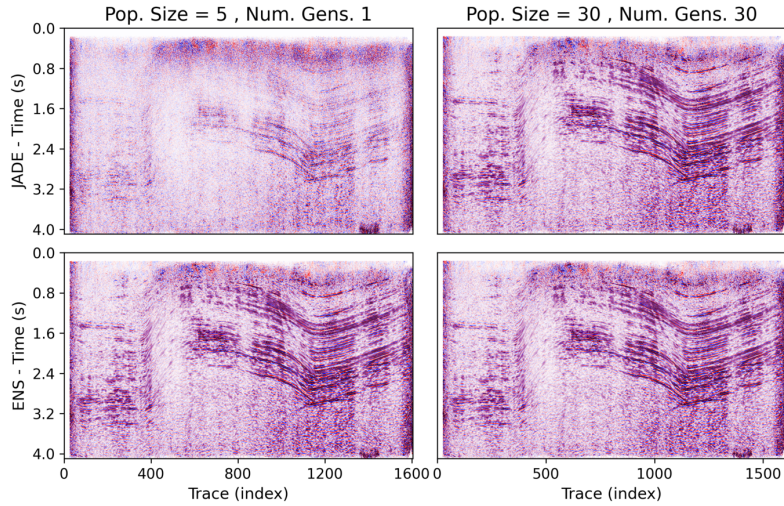 Pop. Size = 5 , Num. Gens. 1
Pop. Size = 30 , Num. Gens. 30
JADE - Time (s)
0.0
0.8
1.6
2.4
3.2
4.0
ENS - Time (s)
0.0
0.8
1.6
2.4
3.2
4.0
0 400 800 1200 1600
0 500 1000 1500
Trace (index)
Trace (index)